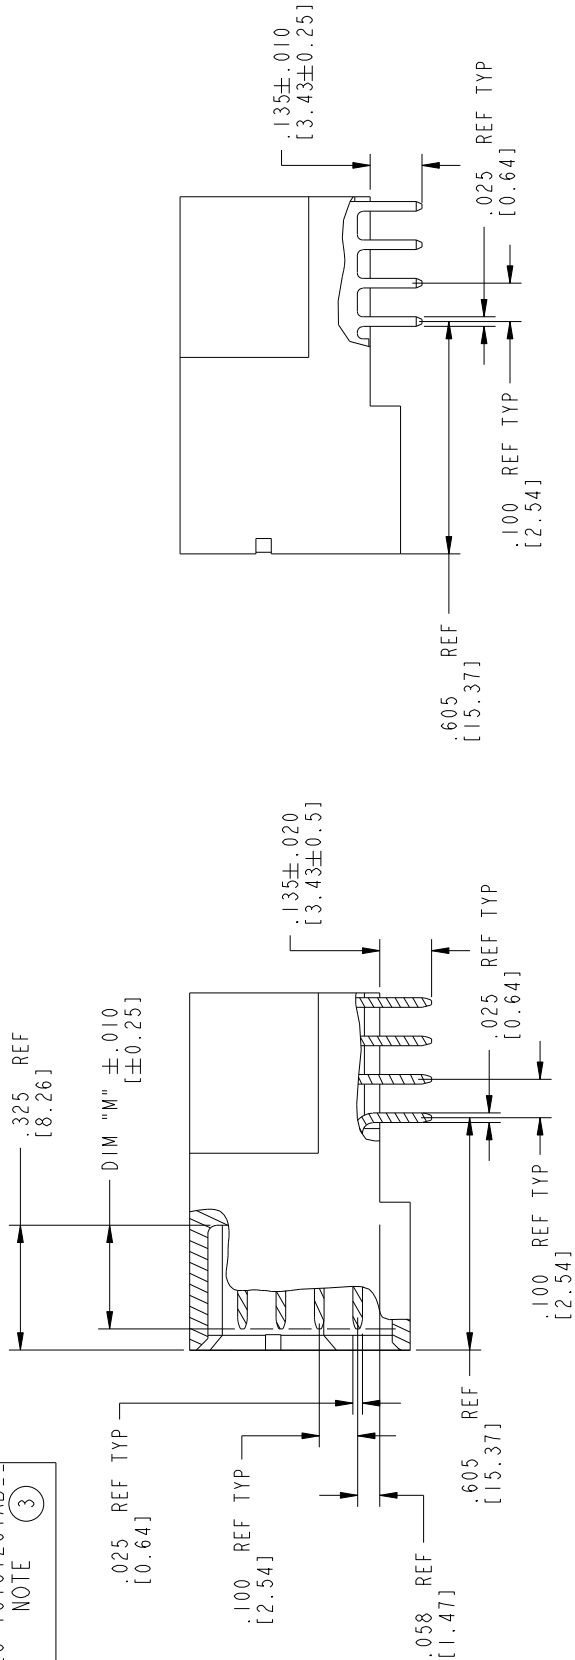 .135±.010
[3.43±0.25]
.025 REF TYP
[0.64]
.100 REF TYP
[2.54]
.605 REF
[15.37]
.325 REF
[8.26]
DIM "M" ±.010
[±0.25]
.135±.020
[3.43±0.5]
.025 REF TYP
[0.64]
.100 REF TYP
[2.54]
.605 REF
[15.37]
.025 REF TYP
[0.64]
.100 REF TYP
[2.54]
.058 REF
[1.47]
NOTE 3